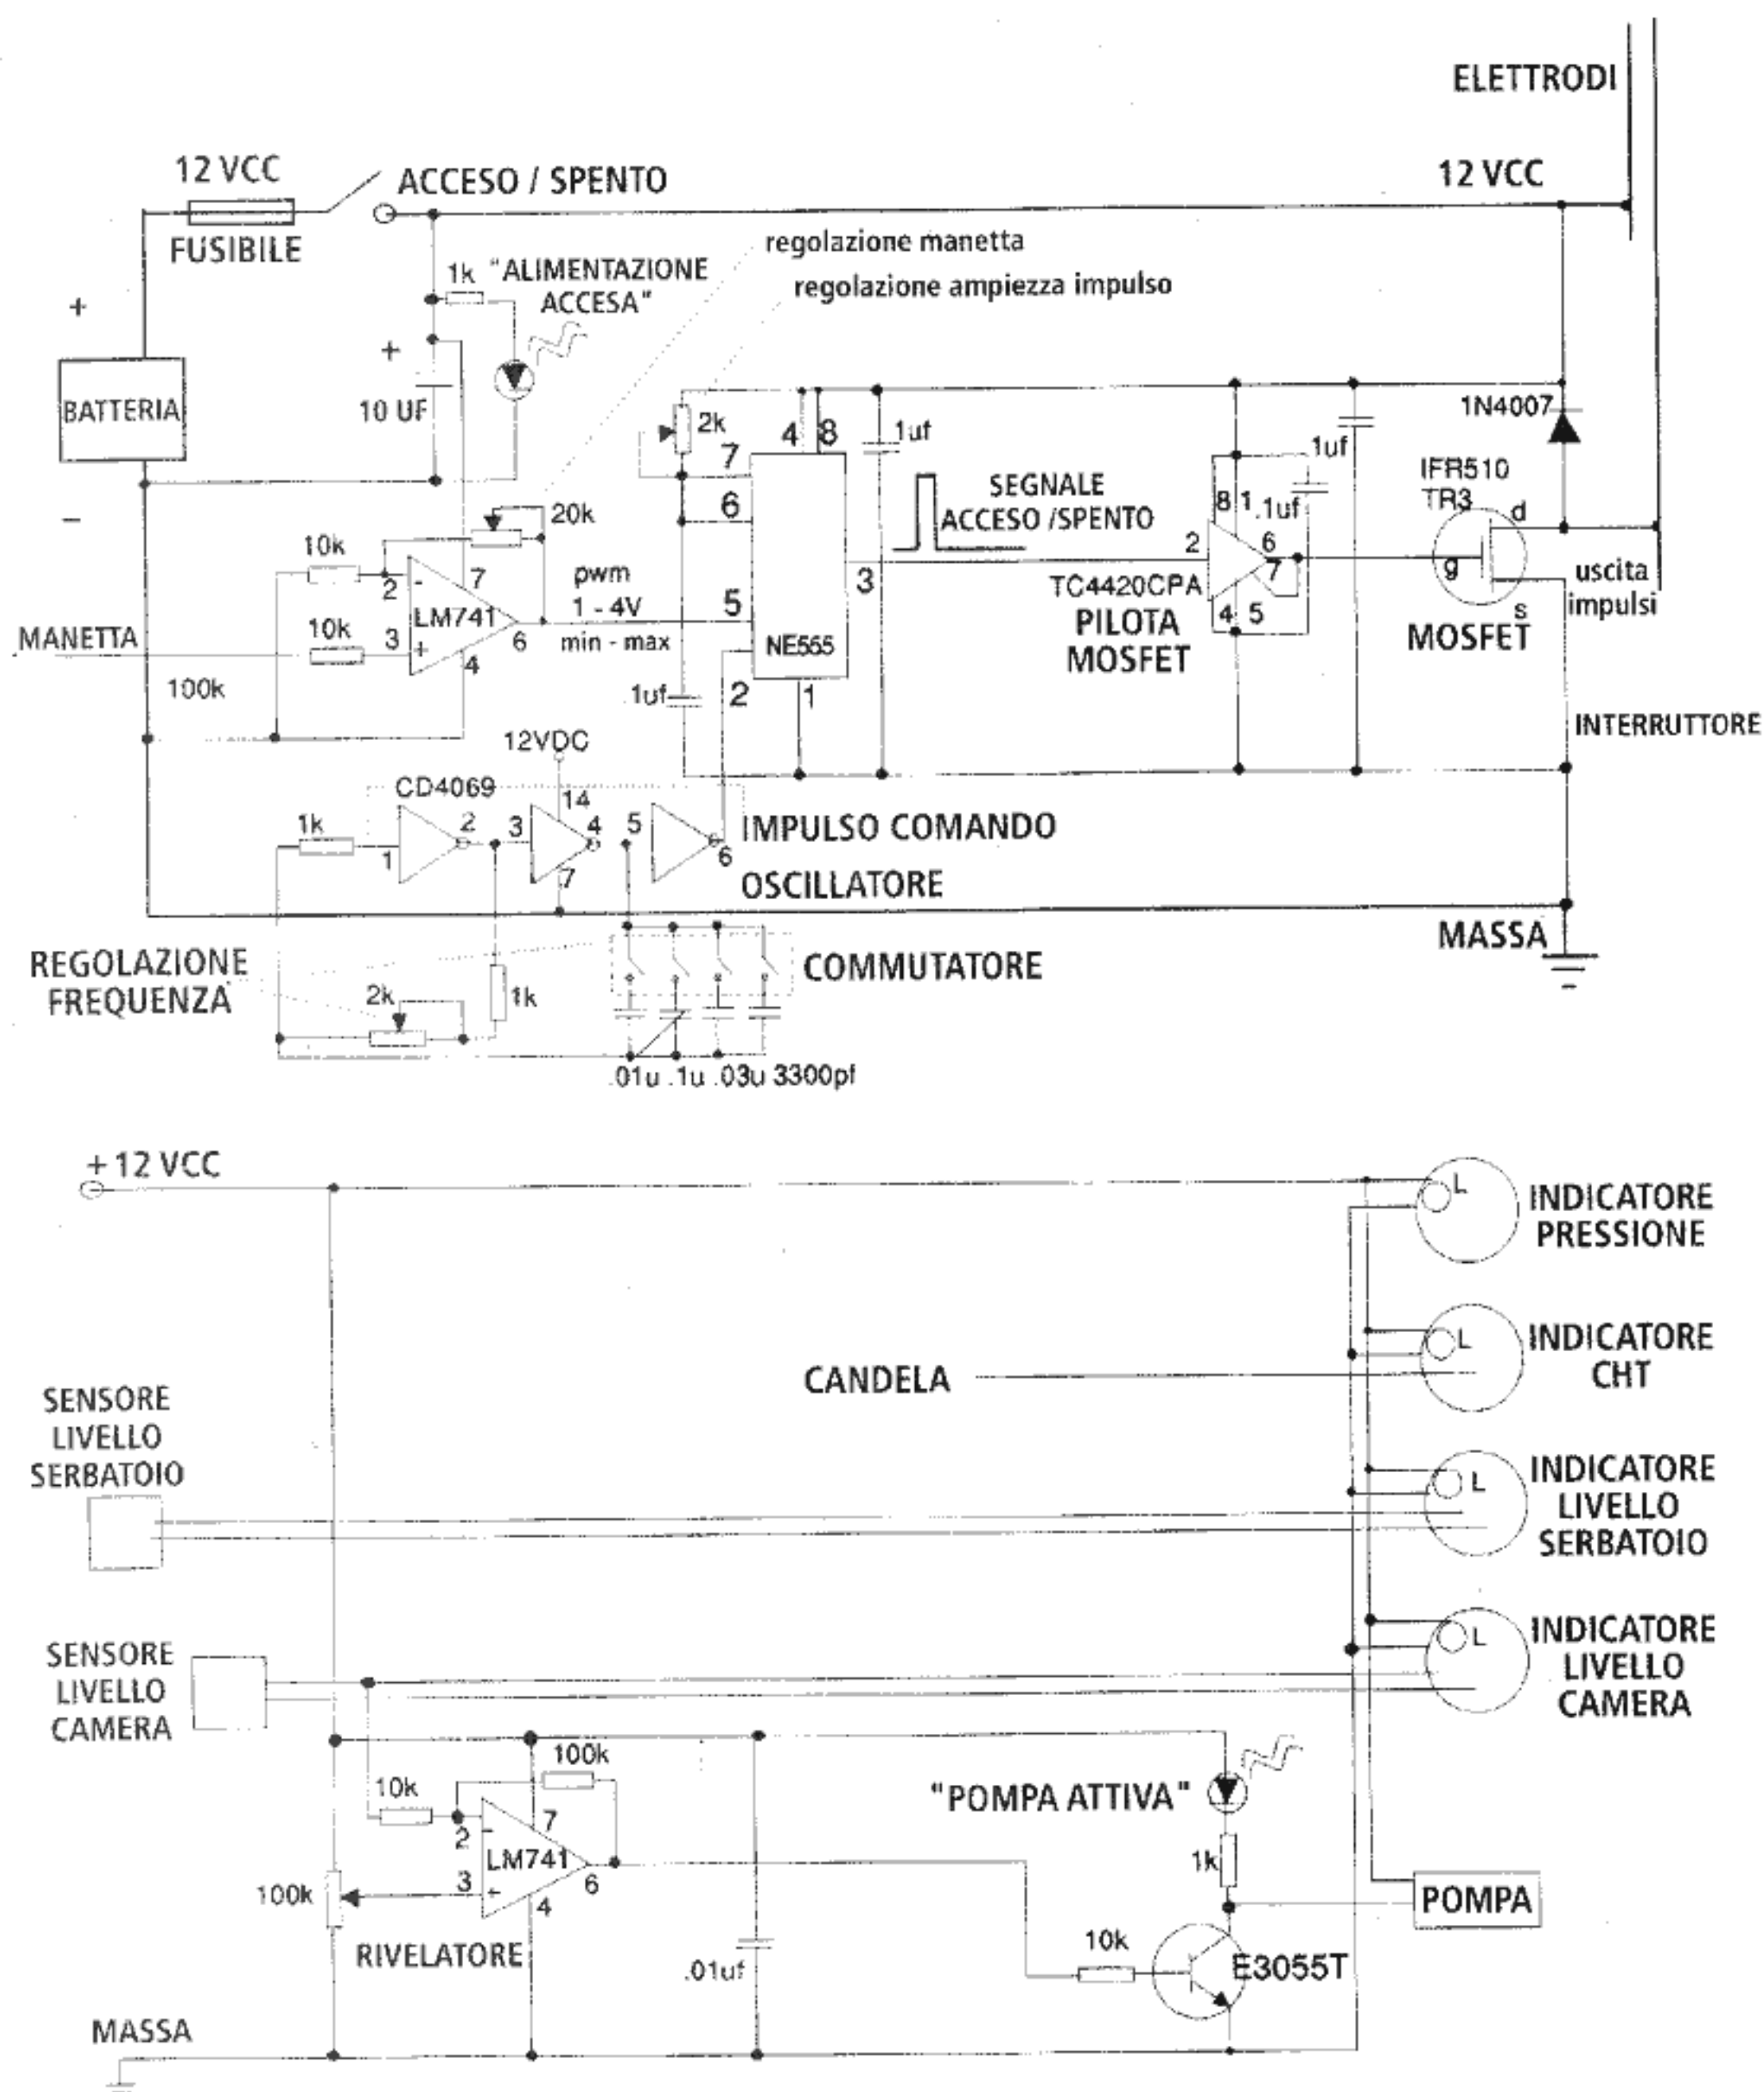 ELETTRODI
12 VCC
ACCESO / SPENTO
12 VCC
FUSIBILE
regolazione manetta
1k
"ALIMENTAZIONE
ACCESA"
regolazione ampiezza impulso
+
+
BATTERIA
10 UF
2k
4
8
1uf
1N4007
7
1uf
SEGNALE
ACCESO /SPENTO
IFR510
TR3
d
8
1
.1uf
6
−
20k
10k
2
-
7
pwm
1 - 4V
min - max
5
3
2
6
7
g
TC4420CPA
PILOTA
MOSFET
4
5
s
uscita
impulsi
MOSFET
MANETTA
10k
3
+
LM741
6
4
NE555
100k
.1uf
2
1
INTERRUTTORE
12VDC
CD4069
14
1k
1
2
3
4
5
6
7
IMPULSO COMANDO
OSCILLATORE
MASSA
REGOLAZIONE
FREQUENZA
2k
1k
COMMUTATORE
.01u .1u .03u 3300pf
+ 12 VCC
L
INDICATORE
PRESSIONE
L
INDICATORE
CHT
CANDELA
SENSORE
LIVELLO
SERBATOIO
L
INDICATORE
LIVELLO
SERBATOIO
SENSORE
LIVELLO
CAMERA
L
INDICATORE
LIVELLO
CAMERA
100k
10k
2
-
7
"POMPA ATTIVA"
LM741
3
+
6
4
1k
100k
POMPA
RIVELATORE
.01uf
10k
E3055T
MASSA